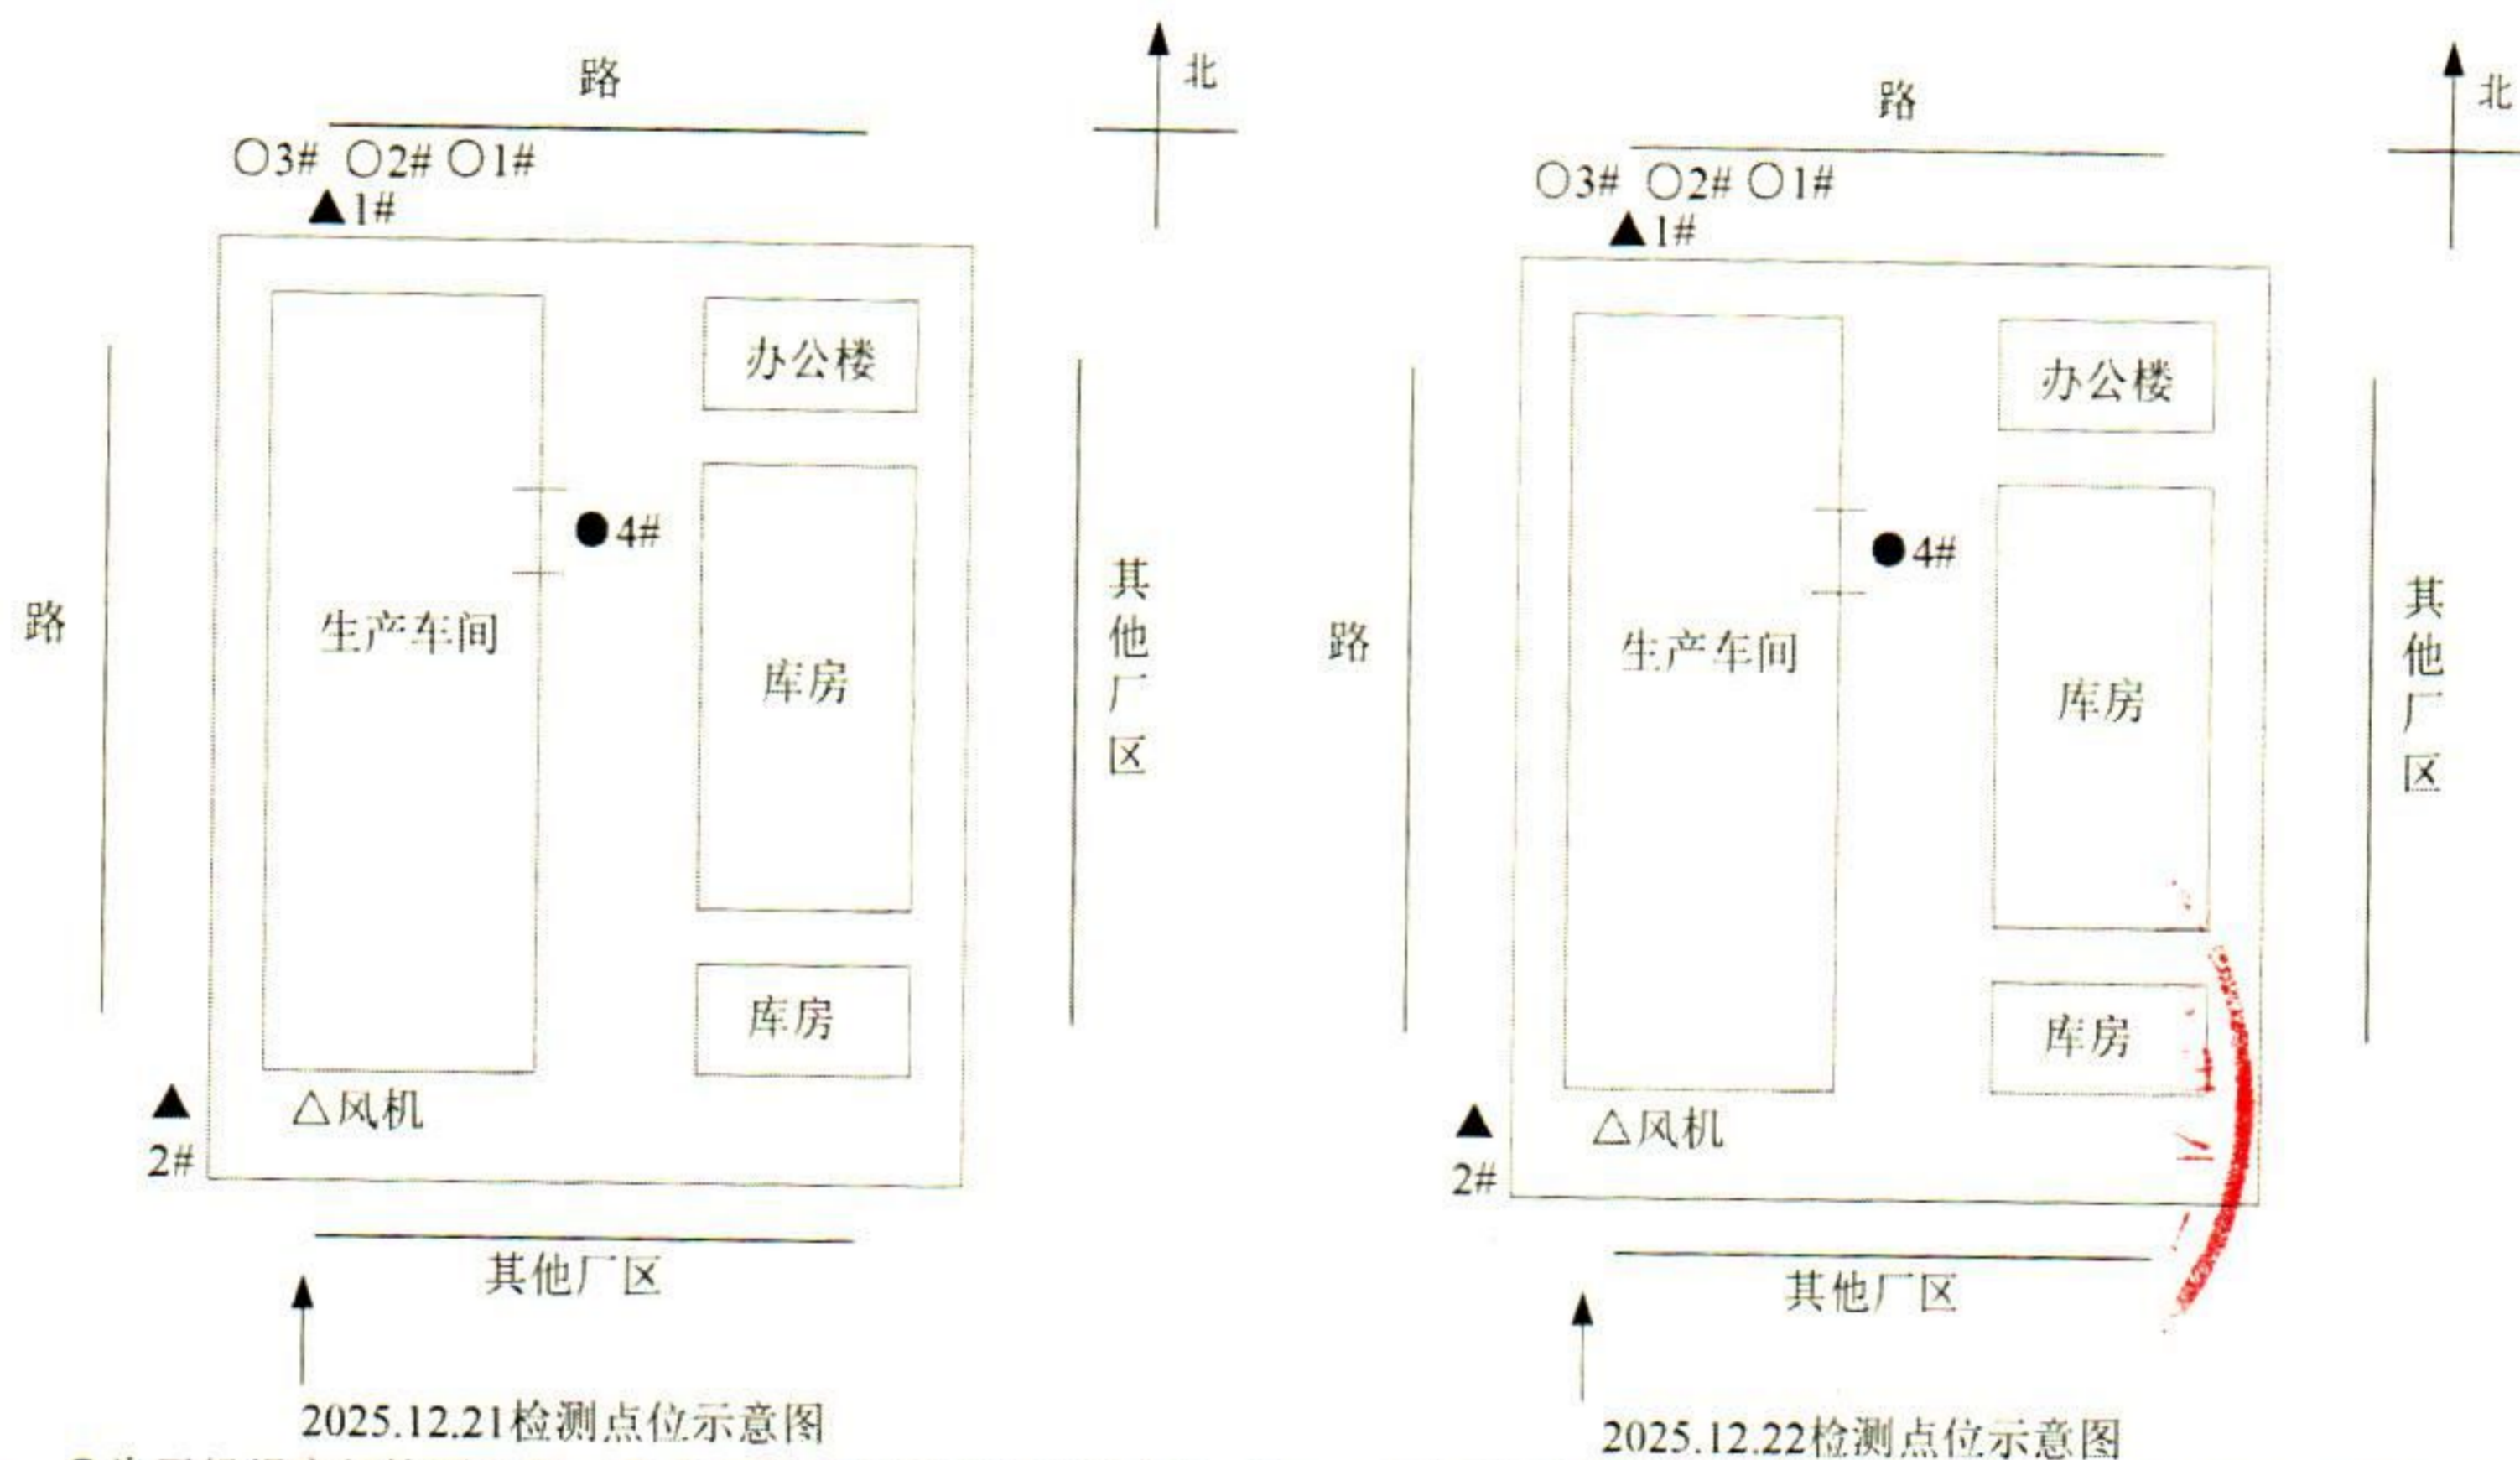 路
北
○3# ○2# ○1#
▲1#
办公楼
●4#
路
生产车间
库房
其他厂区
库房
▲
2#
△风机
其他厂区
2025.12.21检测点位示意图
路
北
○3# ○2# ○1#
▲1#
办公楼
●4#
路
生产车间
库房
其他厂区
库房
▲
2#
△风机
其他厂区
2025.12.22检测点位示意图